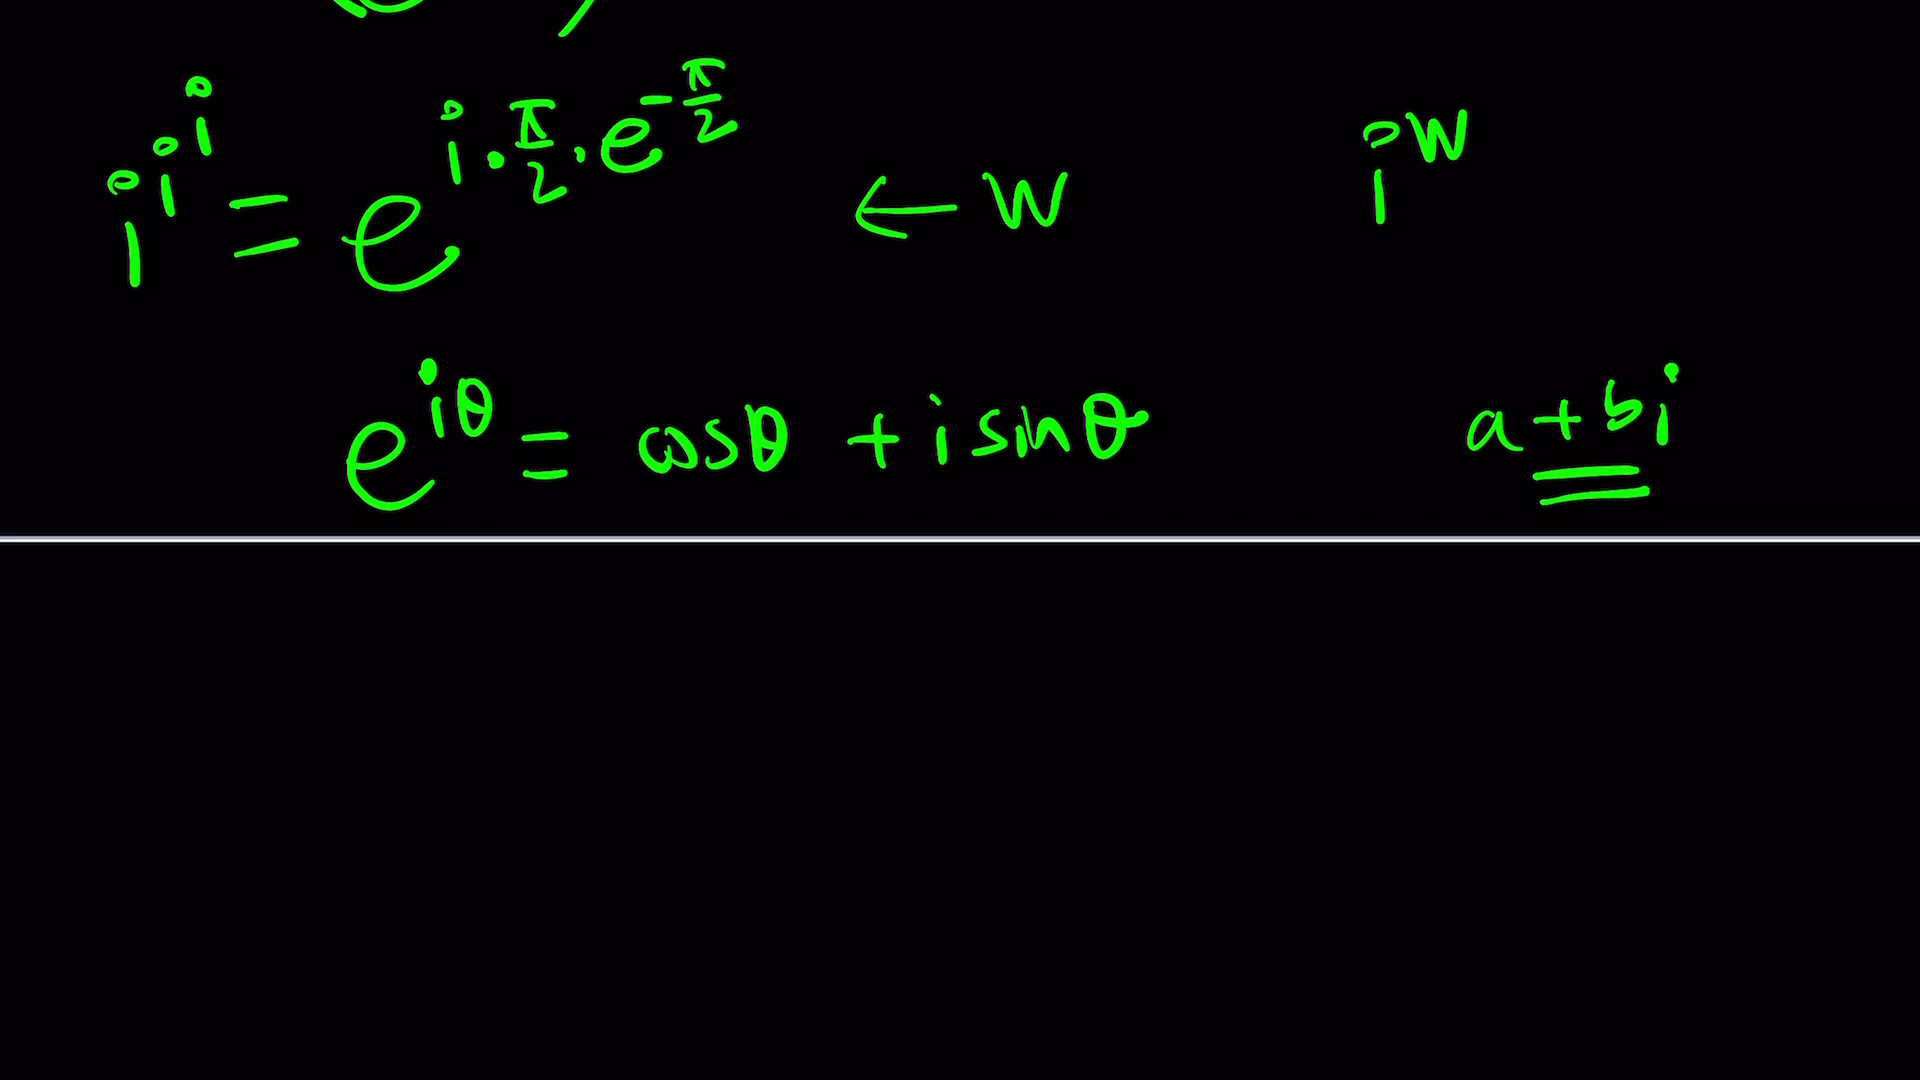 i^i^i = e^(i·π/2·e^(-π/2)) ← W i^W
e^(iθ) = cosθ + i sinθ a+bi